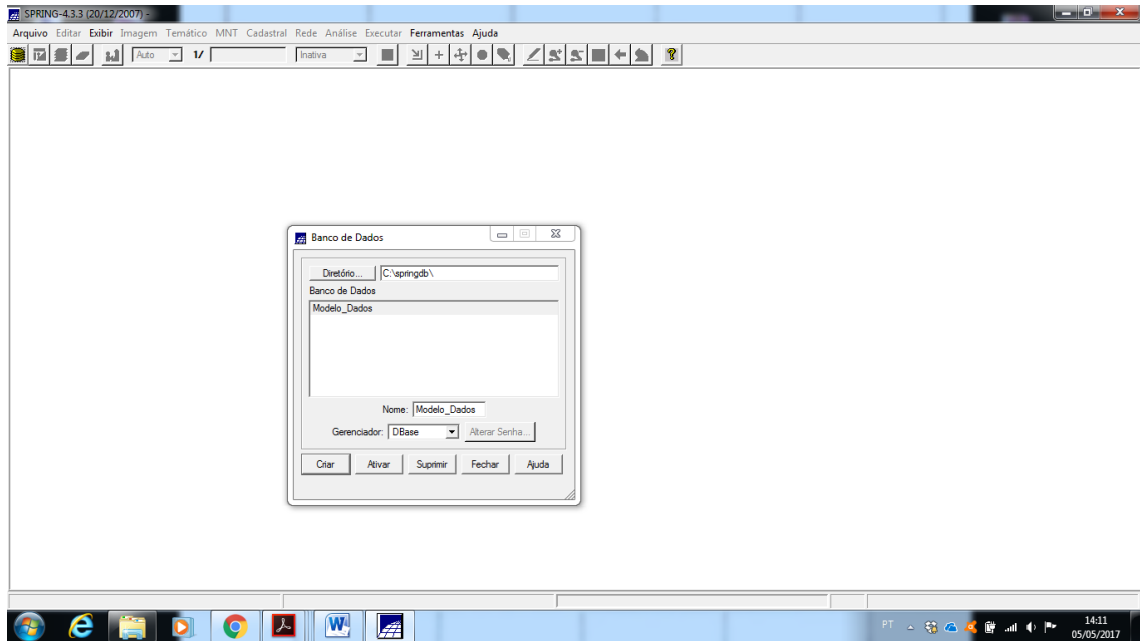 SPRING-4.3.3 (20/12/2007) -
Arquivo Editar Exibir Imagem Temático MNT Cadastral Rede Análise Executar Ferramentas Ajuda
Auto 1/ Inativa
Banco de Dados
Diretório... C:\springdb\
Banco de Dados
Modelo_Dados
Nome: Modelo_Dados
Gerenciador: DBase Alterar Senha...
Criar Ativar Suprimir Fechar Ajuda
PT 14:11
05/05/2017